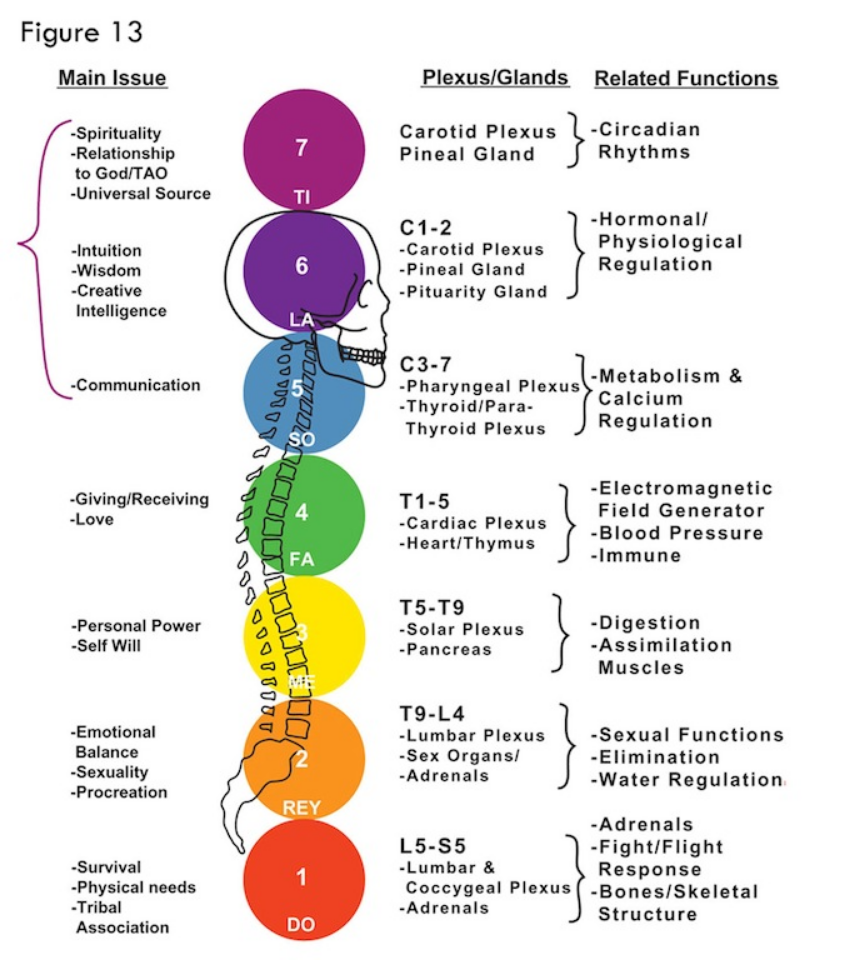 Figure 13
Main Issue
Plexus/Glands
Related Functions
-Spirituality
-Relationship
to God/TAO
-Universal Source
7
TI
Carotid Plexus
Pineal Gland
-Circadian
Rhythms
-Intuition
-Wisdom
-Creative
Intelligence
6
LA
C1-2
-Carotid Plexus
-Pineal Gland
-Pituarity Gland
-Hormonal/
Physiological
Regulation
-Communication
5
SO
C3-7
-Pharyngeal Plexus
-Thyroid/Para-
Thyroid Plexus
-Metabolism &
Calcium
Regulation
-Giving/Receiving
-Love
4
FA
T1-5
-Cardiac Plexus
-Heart/Thymus
-Electromagnetic
Field Generator
-Blood Pressure
-Immune
-Personal Power
-Self Will
3
ME
T5-T9
-Solar Plexus
-Pancreas
-Digestion
-Assimilation
Muscles
-Emotional
Balance
-Sexuality
-Procreation
2
REY
T9-L4
-Lumbar Plexus
-Sex Organs/
-Adrenals
-Sexual Functions
-Elimination
-Water Regulation
-Survival
-Physical needs
-Tribal
Association
1
DO
L5-S5
-Lumbar &
Coccygeal Plexus
-Adrenals
-Adrenals
-Fight/Flight
Response
-Bones/Skeletal
Structure